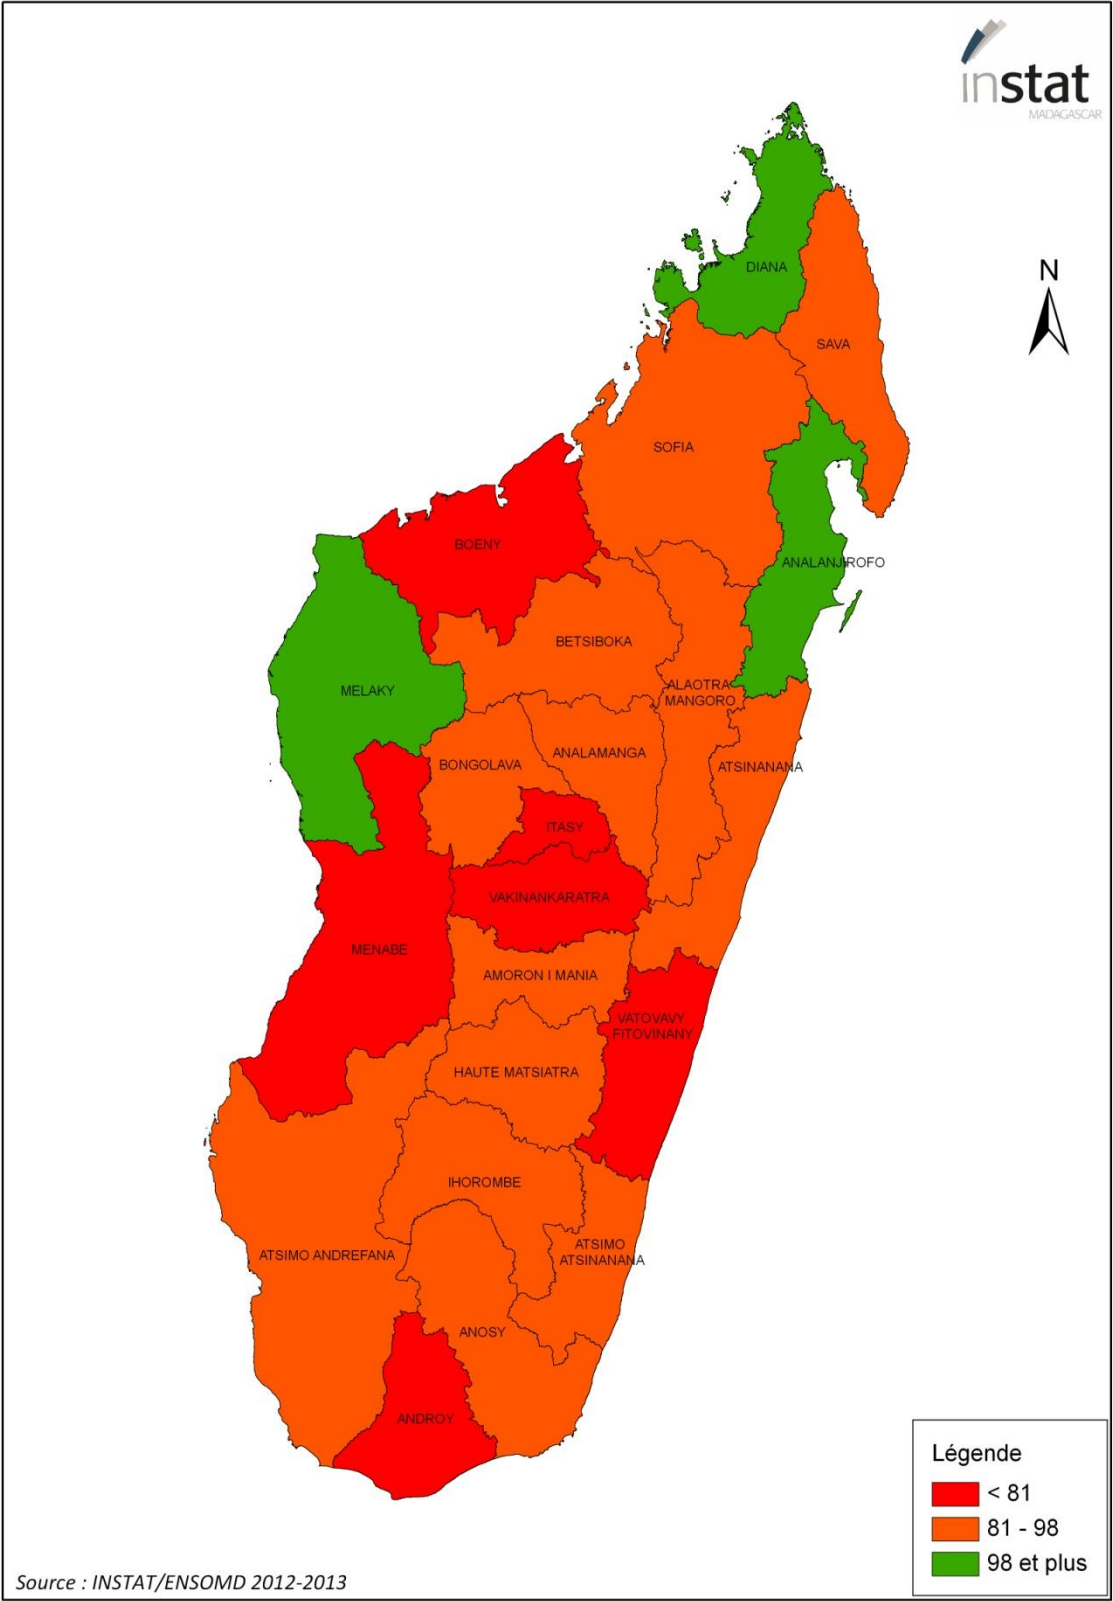 instat
MADAGASCAR
N
DIANA
SAVA
SOFIA
BOENY
ANALANJIROFO
BETSIBOKA
MELAKY
ALAOTRA
MANGORO
BONGOLAVA
ANALAMANGA
ATSINANANA
ITASY
VAKINANKARATRA
MENABE
AMORON I MANIA
VATOVAVY
FITOVINANY
HAUTE MATSIATRA
IHOROMBE
ATSIMO ANDREFANA
ATSIMO
ATSINANANA
ANOSY
ANDROY
Légende
< 81
81 - 98
98 et plus
Source : INSTAT/ENSOMD 2012-2013